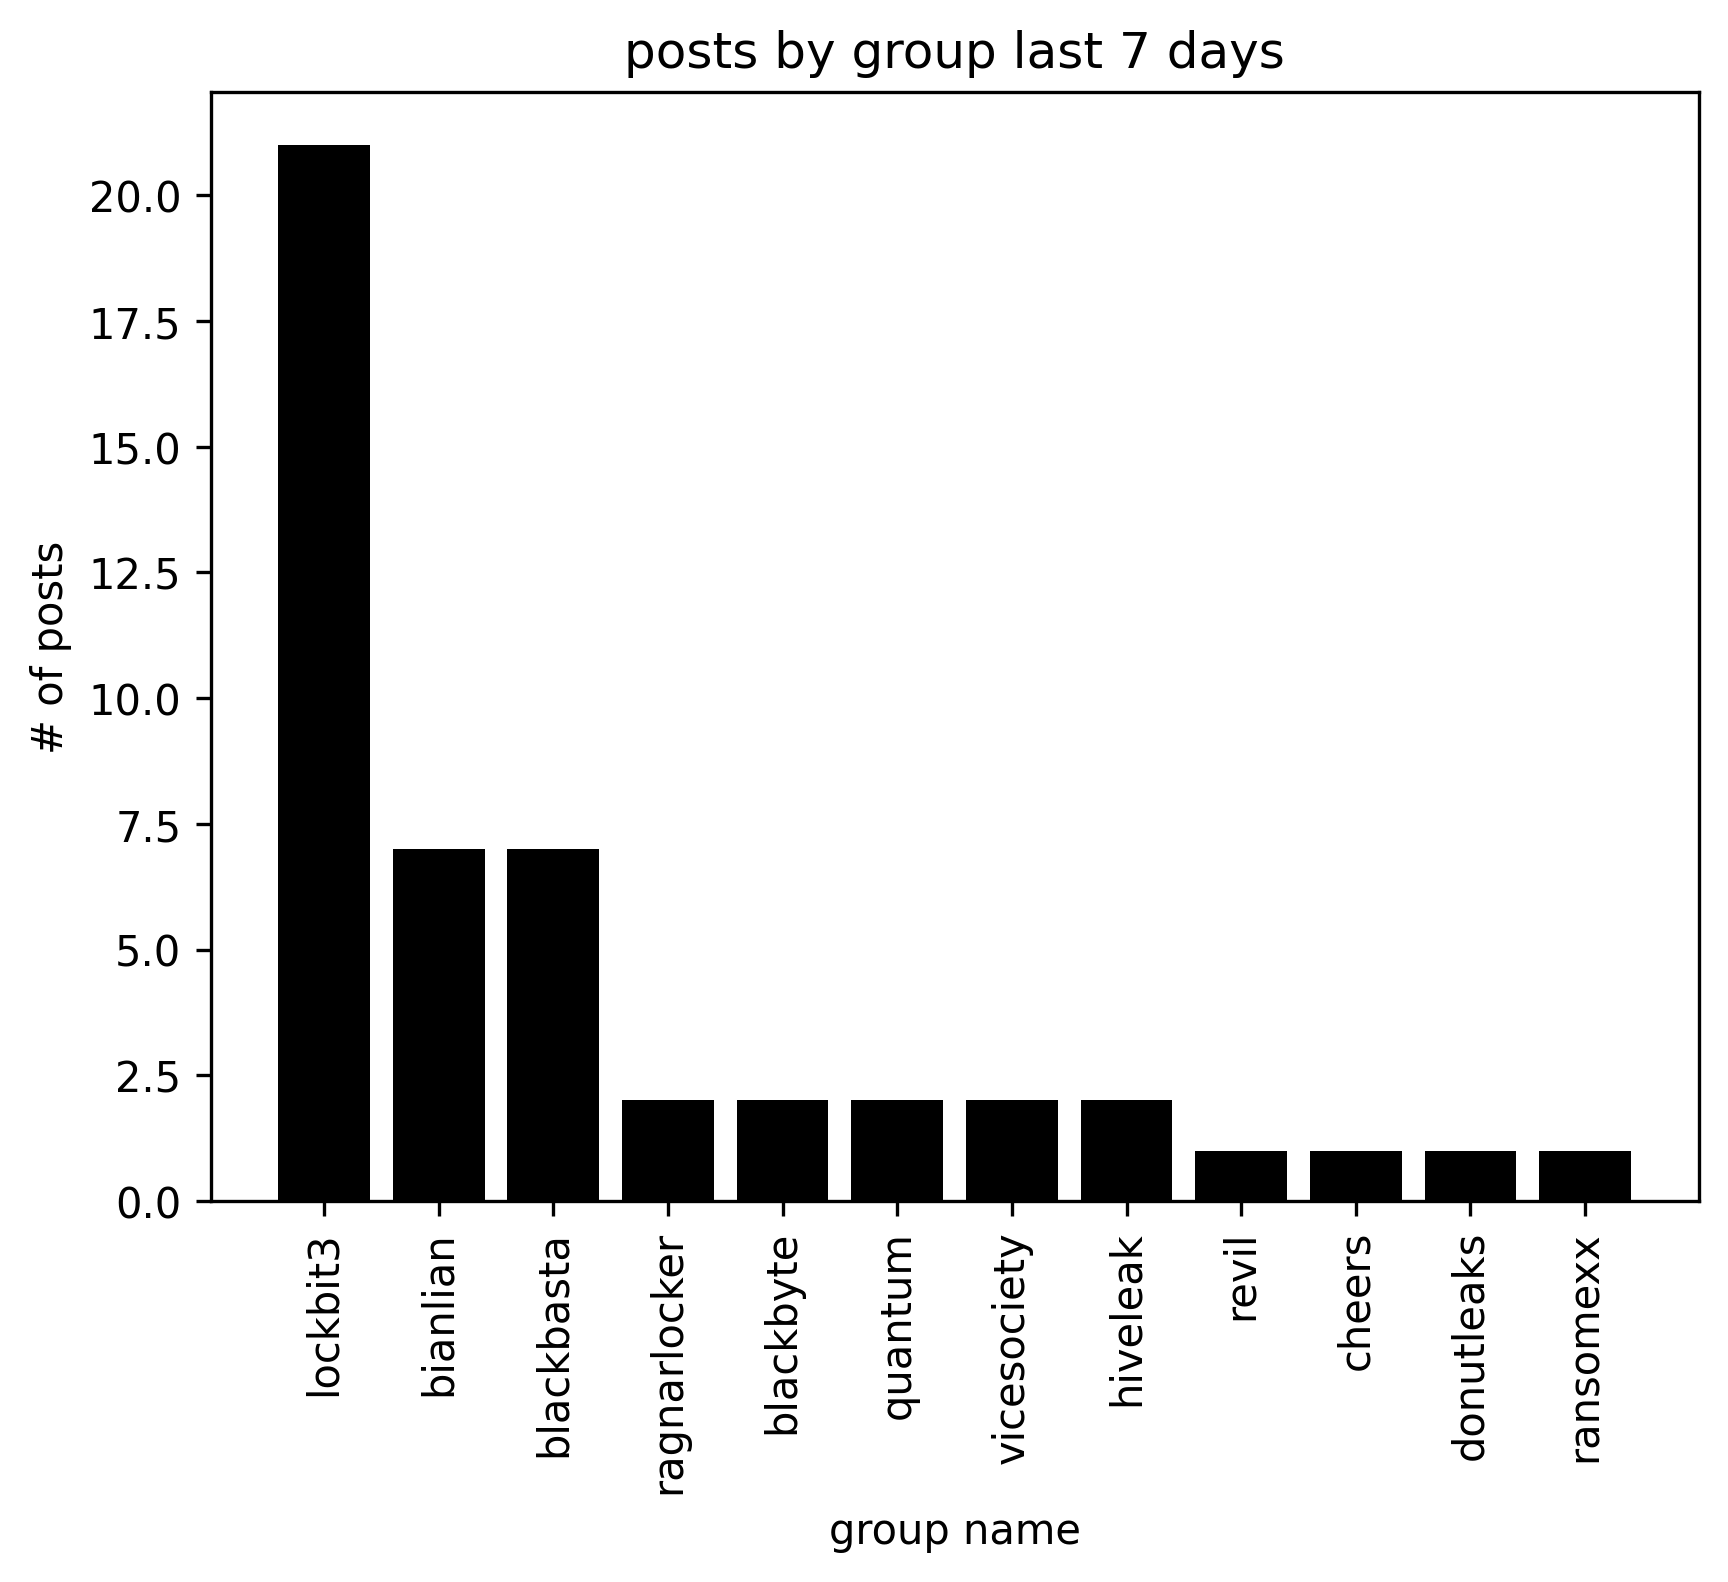 posts by group last 7 days
# of posts
20.0
17.5
15.0
12.5
10.0
7.5
5.0
2.5
0.0
lockbit3
bianlian
blackbasta
ragnarlocker
blackbyte
quantum
vicesociety
hiveleak
revil
cheers
donutleaks
ransomexx
group name